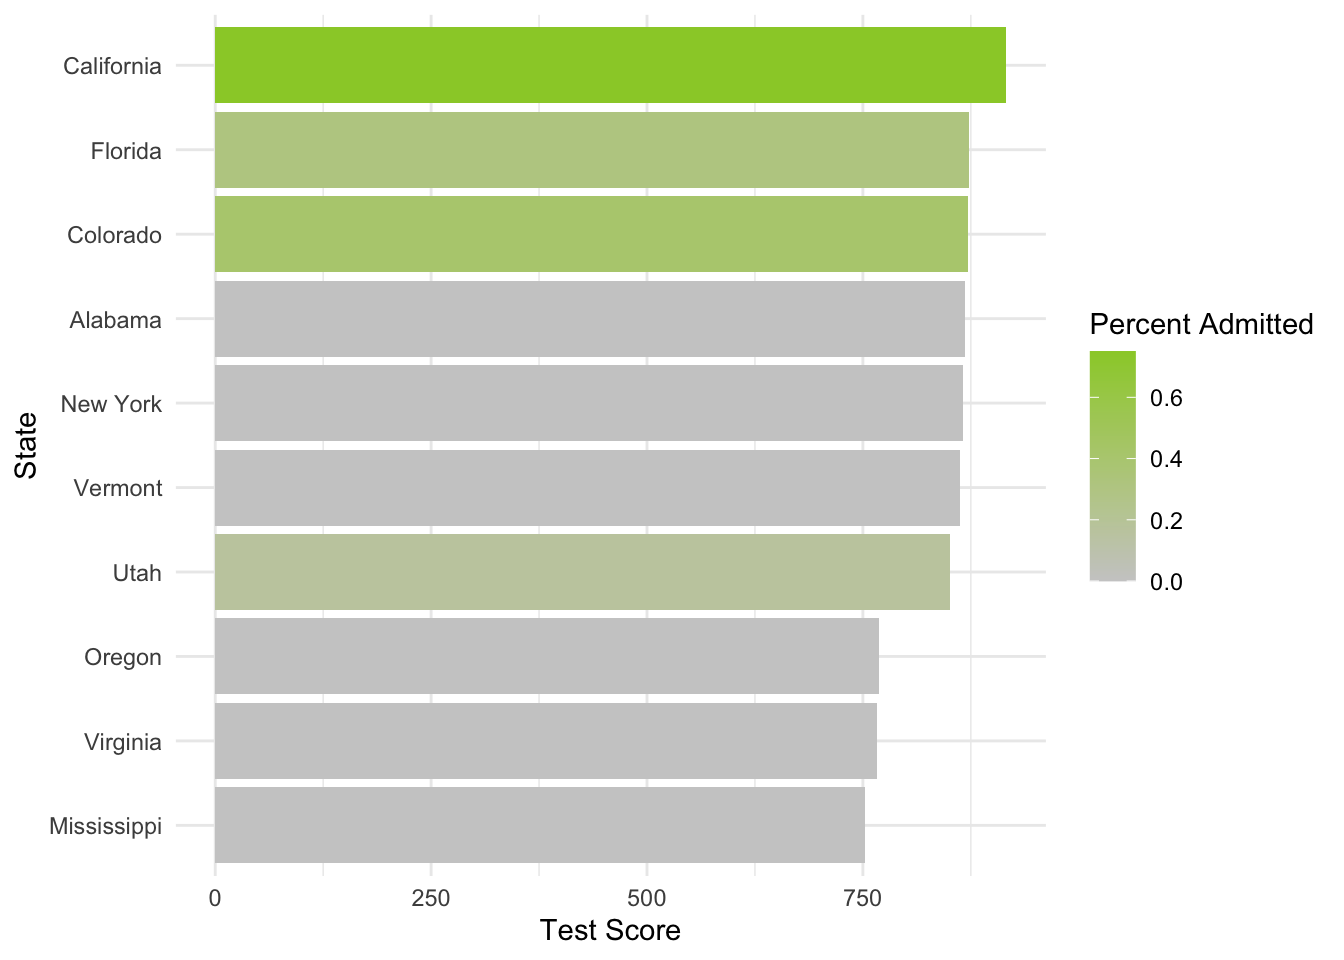 California
Florida
Colorado
Alabama
New York
Vermont
Utah
Oregon
Virginia
Mississippi
State
0 250 500 750
Test Score
Percent Admitted
0.6
0.4
0.2
0.0